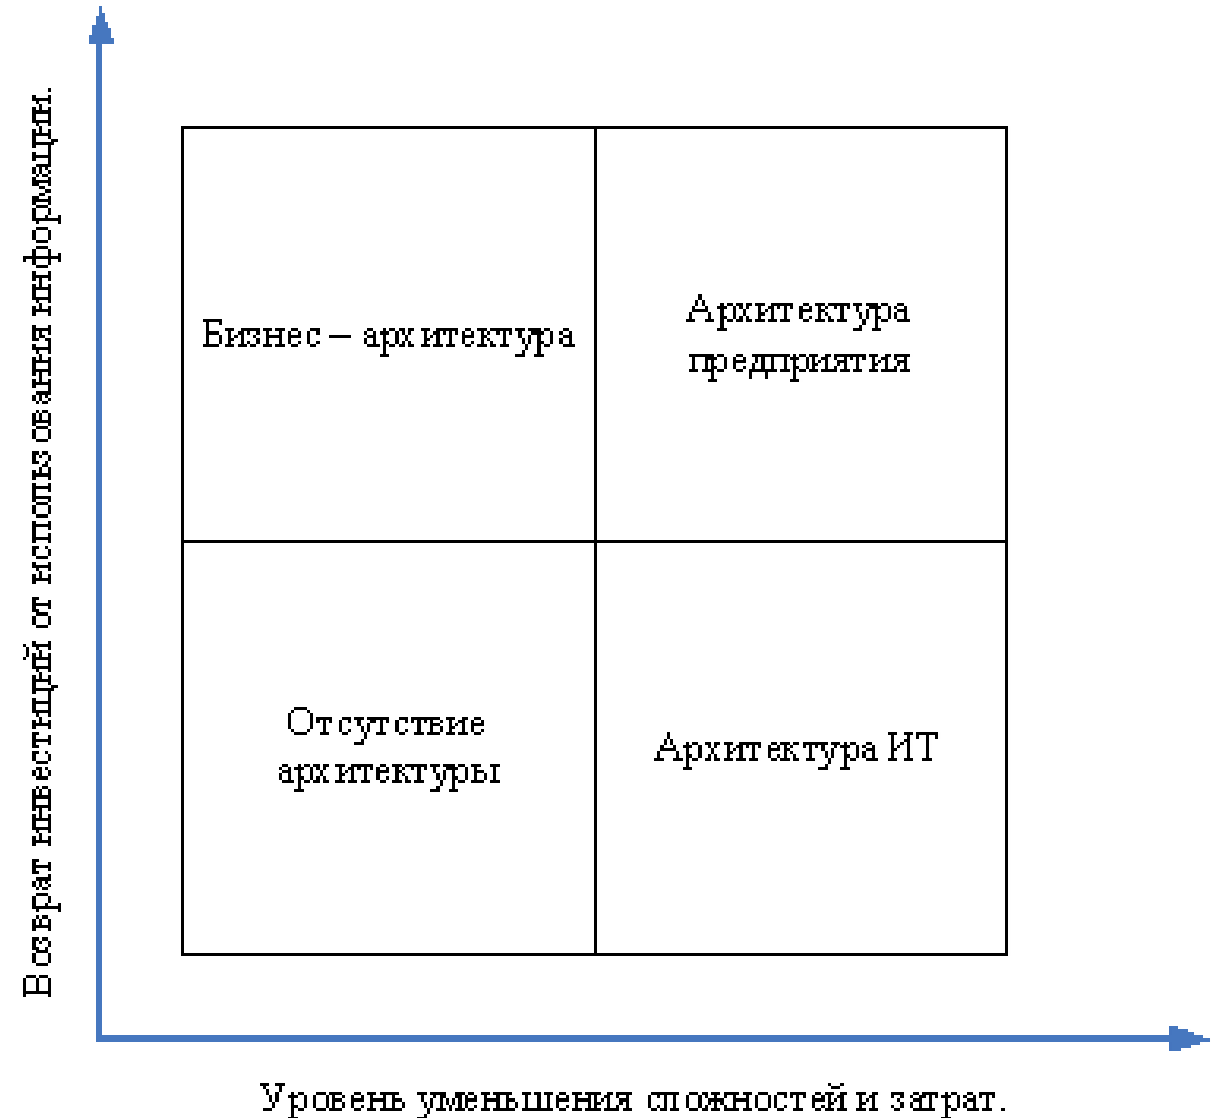 Возврат инвестиций от использования информации.
Бизнес – архитектура
Архитектура
предприятия
Отсутствие
архитектуры
Архитектура ИТ
Уровень уменьшения сложностей и затрат.